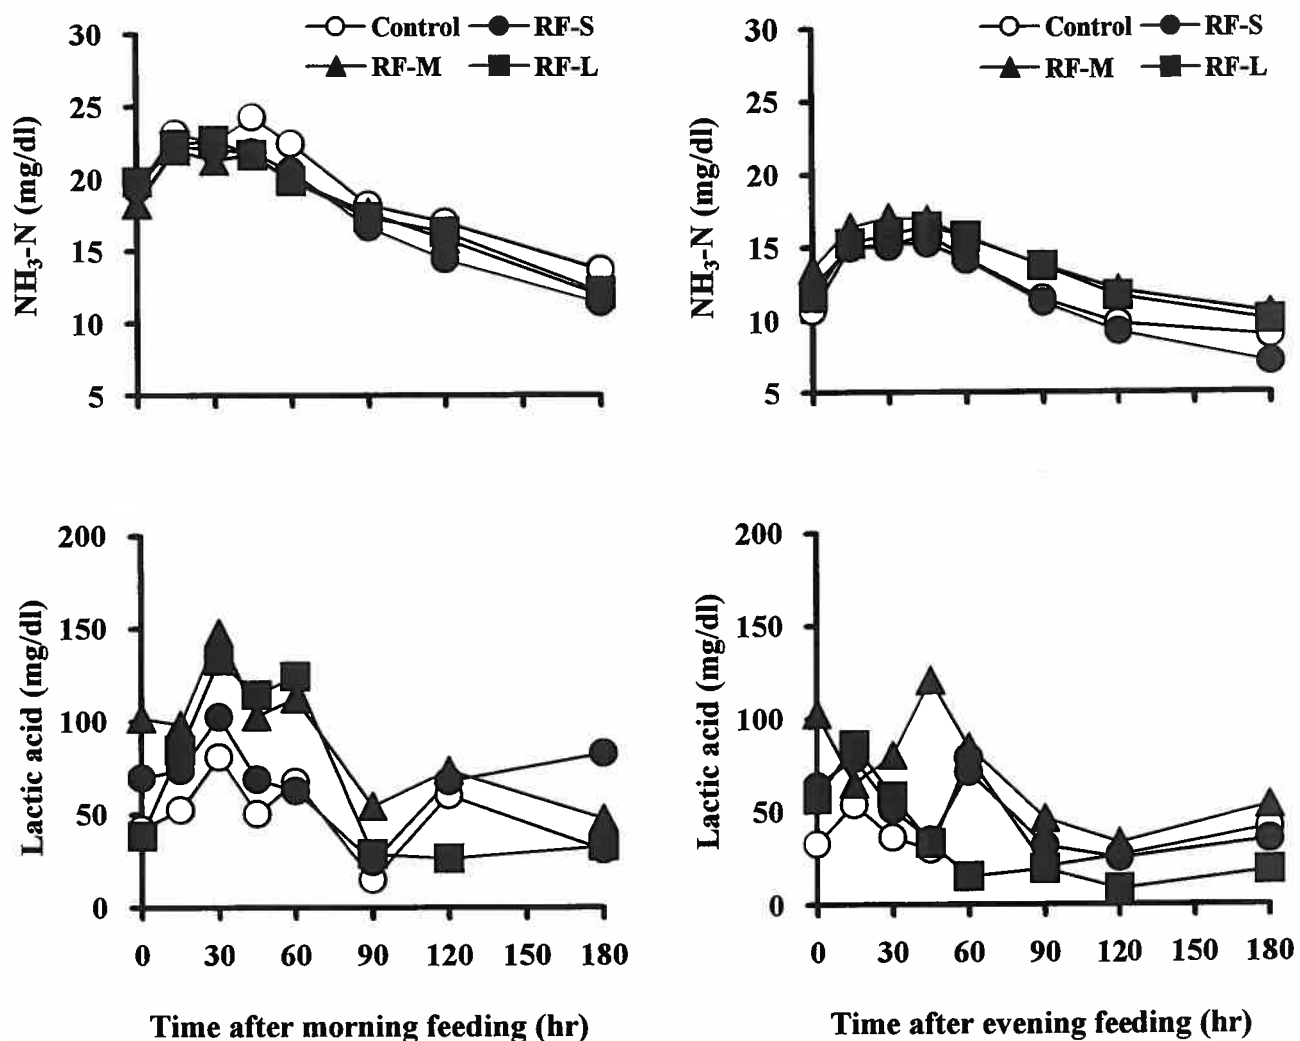 Control RF-S
RF-M RF-L
30
25
20
15
10
5
NH3-N (mg/dl)
Control RF-S
RF-M RF-L
30
25
20
15
10
5
NH3-N (mg/dl)
200
150
100
50
0
Lactic acid (mg/dl)
0 30 60 90 120 150 180
Time after morning feeding (hr)
200
150
100
50
0
Lactic acid (mg/dl)
0 30 60 90 120 150 180
Time after evening feeding (hr)